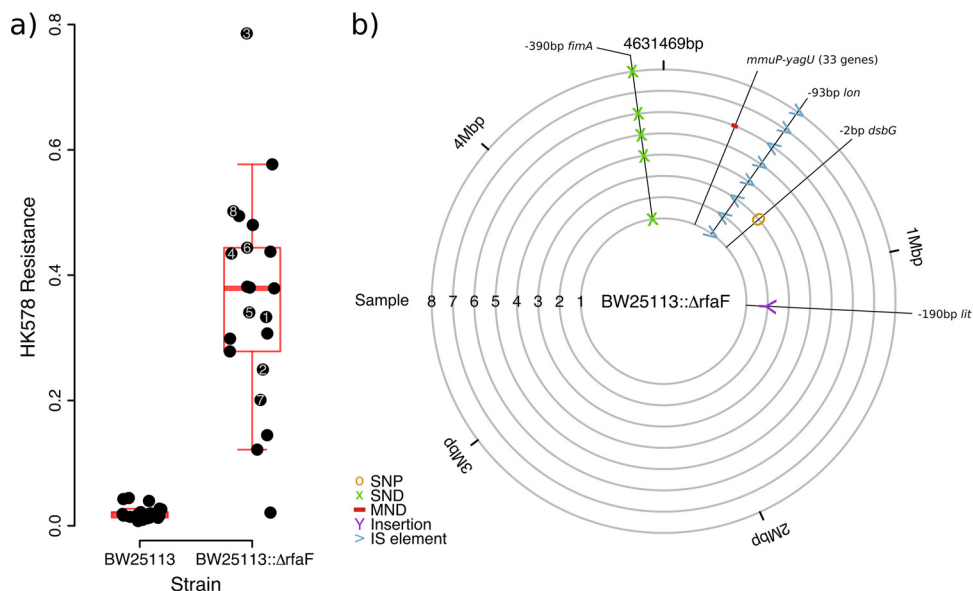 a)
HK578 Resistance
0.8
0.6
0.4
0.2
0.0
3
8
6
4
5
1
2
7
BW25113
BW25113::ΔrfaF
Strain
b)
-390bp fimA
4631469bp
mmuP-yagU (33 genes)
-93bp lon
-2bp dsbG
4Mbp
1Mbp
Sample
8 7 6 5 4 3 2 1
BW25113::ΔrfaF
-190bp lit
3Mbp
2Mbp
o SNP
x SND
MND
Y Insertion
> IS element